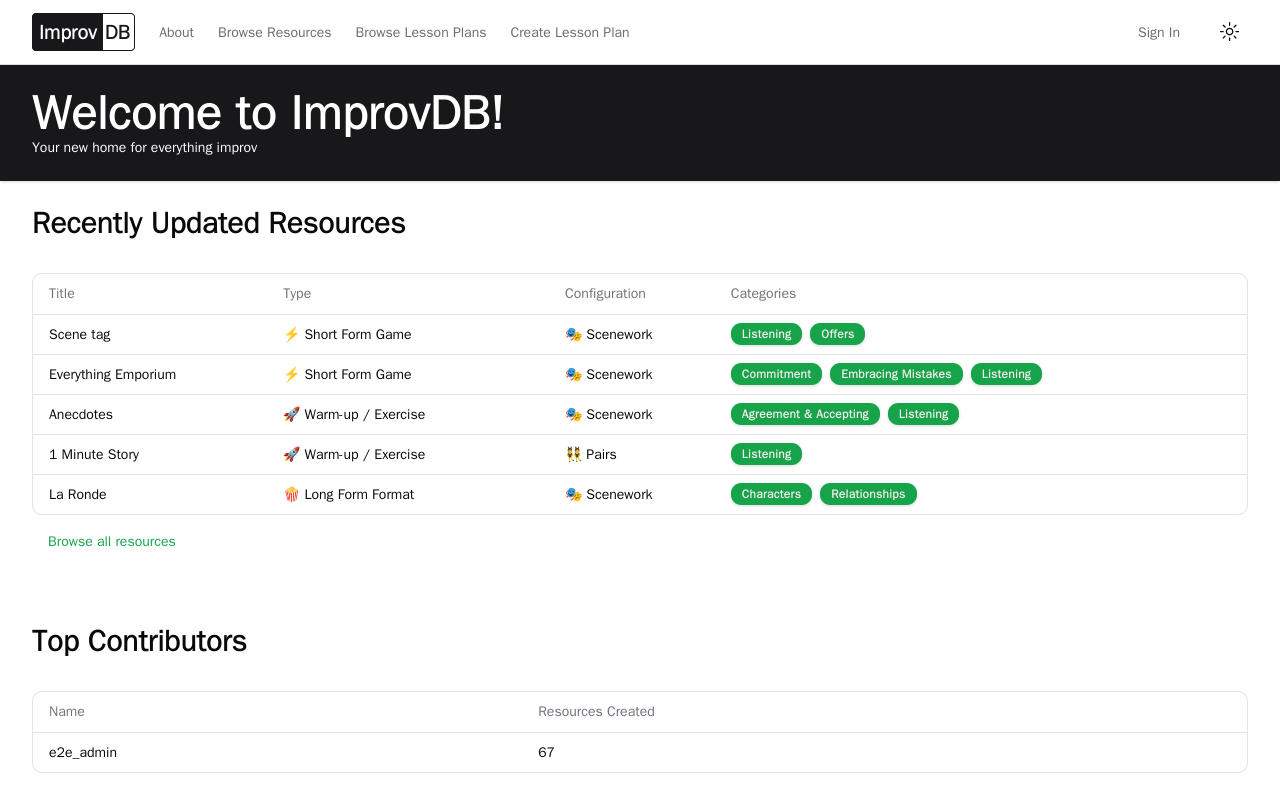 Improv DB About Browse Resources Browse Lesson Plans Create Lesson Plan Sign In
Welcome to ImprovDB!
Your new home for everything improv
Recently Updated Resources
Title Type Configuration Categories
Scene tag ⚡ Short Form Game 🎭 Scenework Listening Offers
Everything Emporium ⚡ Short Form Game 🎭 Scenework Commitment Embracing Mistakes Listening
Anecdotes 🚀 Warm-up / Exercise 🎭 Scenework Agreement & Accepting Listening
1 Minute Story 🚀 Warm-up / Exercise 👯 Pairs Listening
La Ronde 🍿 Long Form Format 🎭 Scenework Characters Relationships
Browse all resources
Top Contributors
Name Resources Created
e2e_admin 67